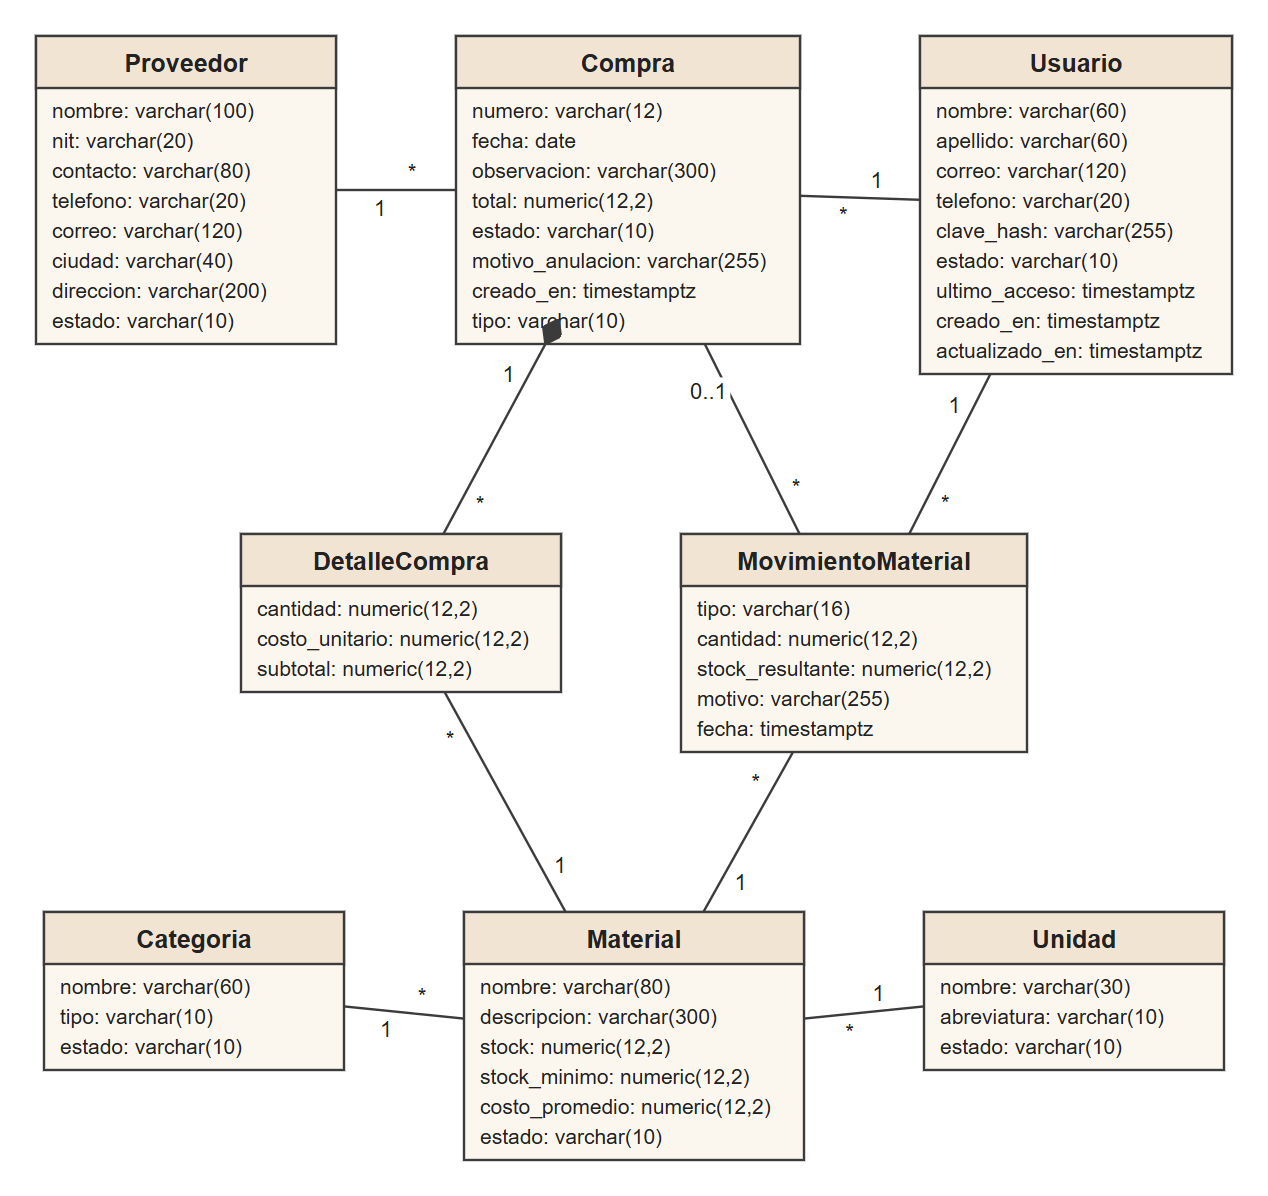 Proveedor
nombre: varchar(100)
nit: varchar(20)
contacto: varchar(80)
telefono: varchar(20)
correo: varchar(120)
ciudad: varchar(40)
direccion: varchar(200)
estado: varchar(10)
*
1
Compra
numero: varchar(12)
fecha: date
observacion: varchar(300)
total: numeric(12,2)
estado: varchar(10)
motivo_anulacion: varchar(255)
creado_en: timestamptz
tipo: varchar(10)
1
*
Usuario
nombre: varchar(60)
apellido: varchar(60)
correo: varchar(120)
telefono: varchar(20)
clave_hash: varchar(255)
estado: varchar(10)
ultimo_acceso: timestamptz
creado_en: timestamptz
actualizado_en: timestamptz
1
*
0..1
*
1
*
DetalleCompra
cantidad: numeric(12,2)
costo_unitario: numeric(12,2)
subtotal: numeric(12,2)
MovimientoMaterial
tipo: varchar(16)
cantidad: numeric(12,2)
stock_resultante: numeric(12,2)
motivo: varchar(255)
fecha: timestamptz
*
1
*
1
Categoria
nombre: varchar(60)
tipo: varchar(10)
estado: varchar(10)
*
1
Material
nombre: varchar(80)
descripcion: varchar(300)
stock: numeric(12,2)
stock_minimo: numeric(12,2)
costo_promedio: numeric(12,2)
estado: varchar(10)
1
*
Unidad
nombre: varchar(30)
abreviatura: varchar(10)
estado: varchar(10)